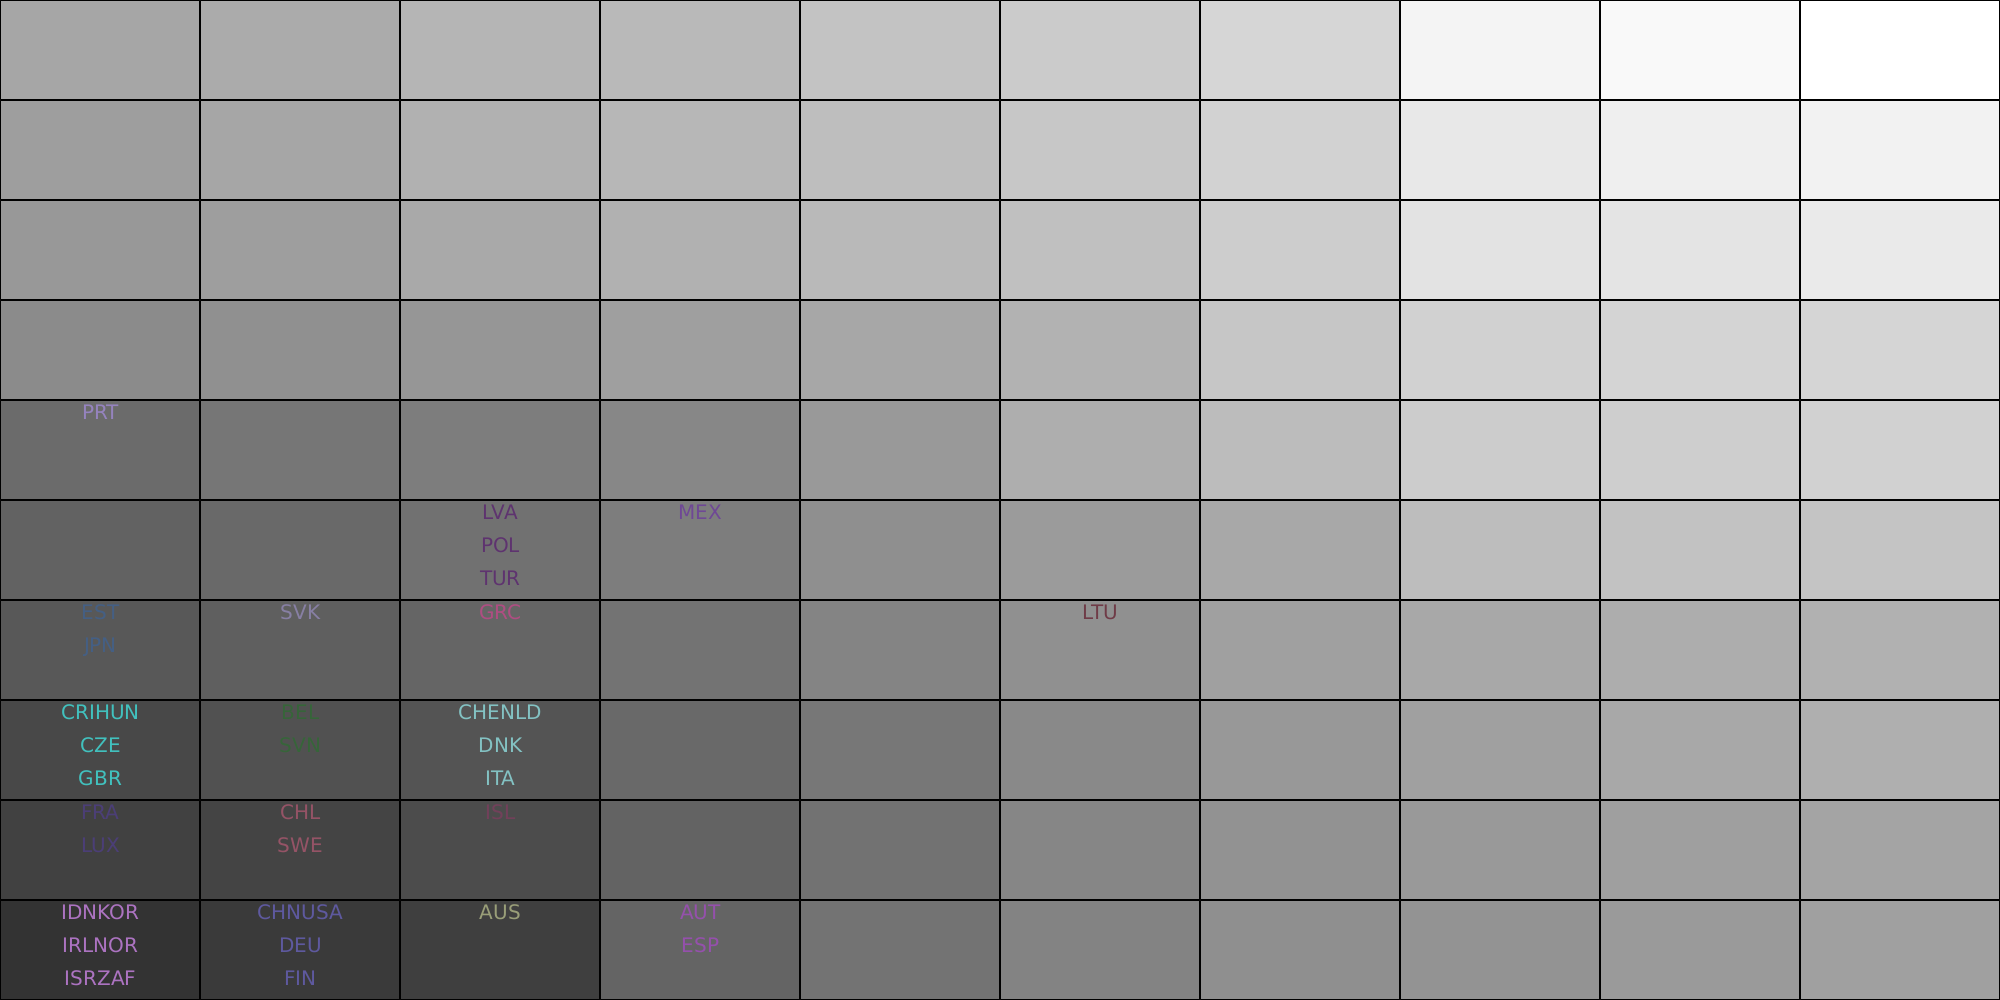 PRT
LVA MEX
POL
TUR
EST SVK GRC LTU
JPN
CRIHUN BEL CHENLD
CZE SVN DNK
GBR ITA
FRA CHL ISL
LUX SWE
IDNKOR CHNUSA AUS AUT
IRLNOR DEU ESP
ISRZAF FIN